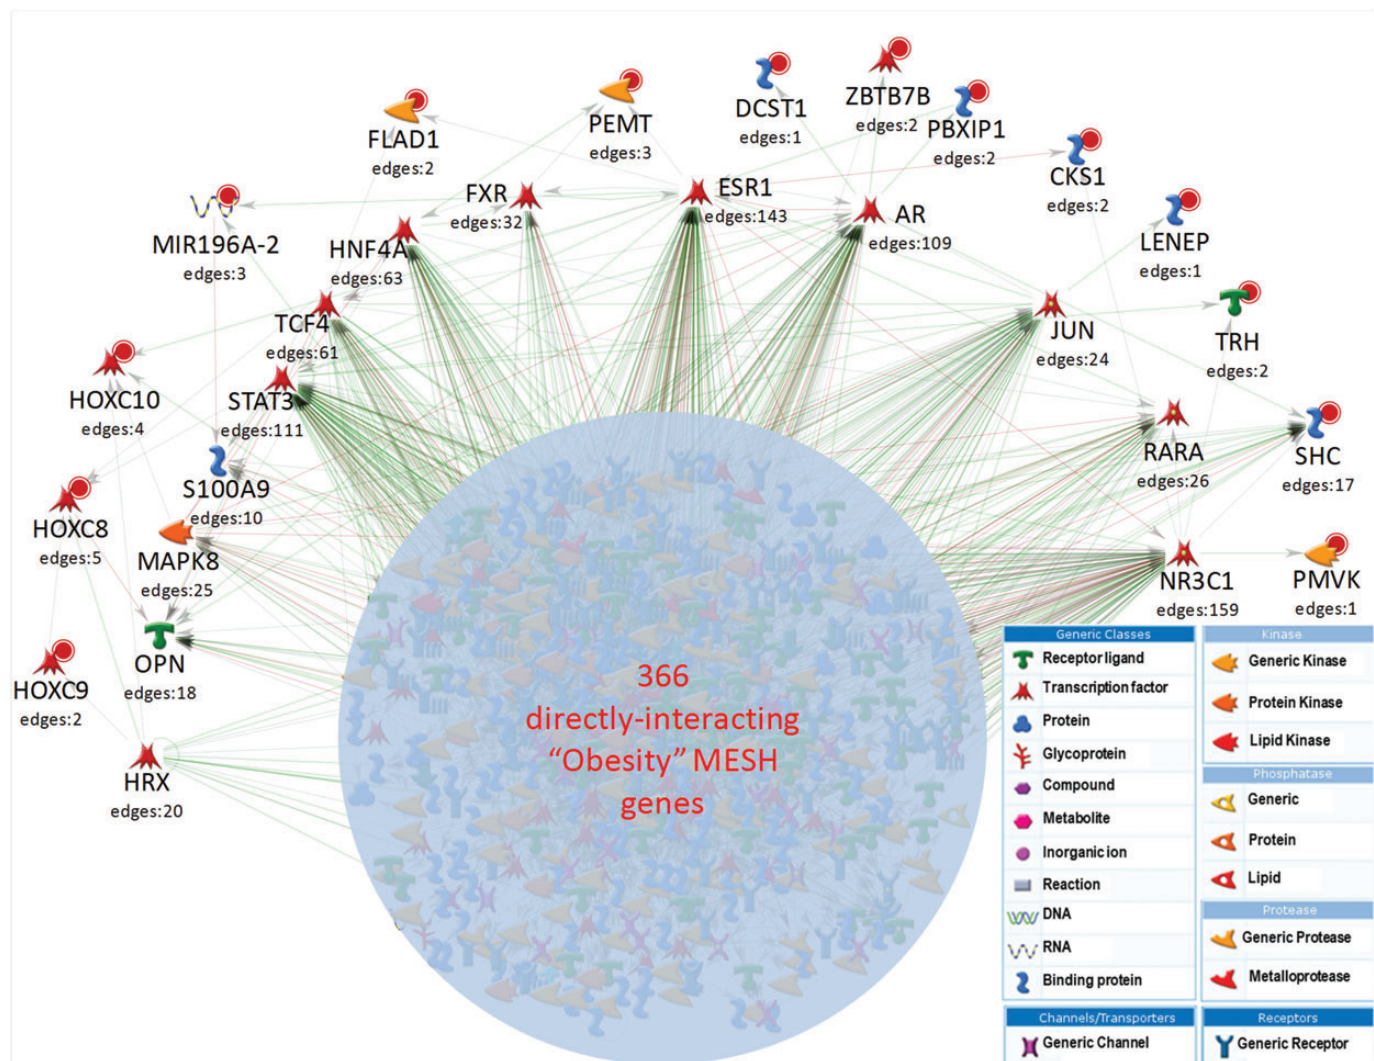 ZBTB7B
edges:2
DCST1
edges:1
PEMT
edges:3
PBXIP1
edges:2
FLAD1
edges:2
CKS1
edges:2
FXR
edges:32
ESR1
edges:143
AR
edges:109
LENEP
edges:1
MIR196A-2
edges:3
HNF4A
edges:63
TCF4
edges:61
JUN
edges:24
TRH
edges:2
HOXC10
edges:4
STAT3
edges:111
RARA
edges:26
SHC
edges:17
S100A9
edges:10
HOXC8
edges:5
MAPK8
edges:25
NR3C1
edges:159
PMVK
edges:1
OPN
edges:18
HOXC9
edges:2
HRX
edges:20
366
directly-interacting
“Obesity” MESH
genes
Generic Classes
Receptor ligand
Transcription factor
Protein
Glycoprotein
Compound
Metabolite
Inorganic ion
Reaction
DNA
RNA
Binding protein
Channels/Transporters
Generic Channel
Kinase
Generic Kinase
Protein Kinase
Lipid Kinase
Phosphatase
Generic
Protein
Lipid
Protease
Generic Protease
Metalloprotease
Receptors
Generic Receptor